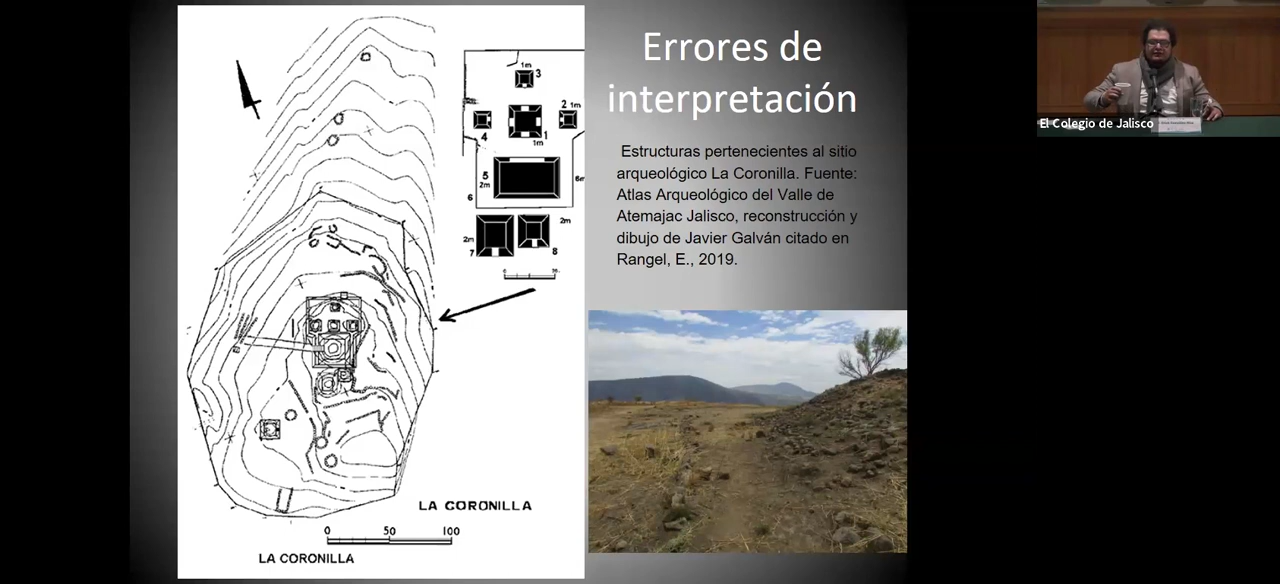 Errores de
interpretación
Estructuras pertenecientes al sitio
arqueológico La Coronilla. Fuente:
Atlas Arqueológico del Valle de
Atemajac Jalisco, reconstrucción y
dibujo de Javier Galván citado en
Rangel, E., 2019.
1m
3
2 1m
4
1
1m
5
2m
6m
6
2m
2m
7
8
LA CORONILLA
0 50 100
LA CORONILLA
El Colegio de Jalisco